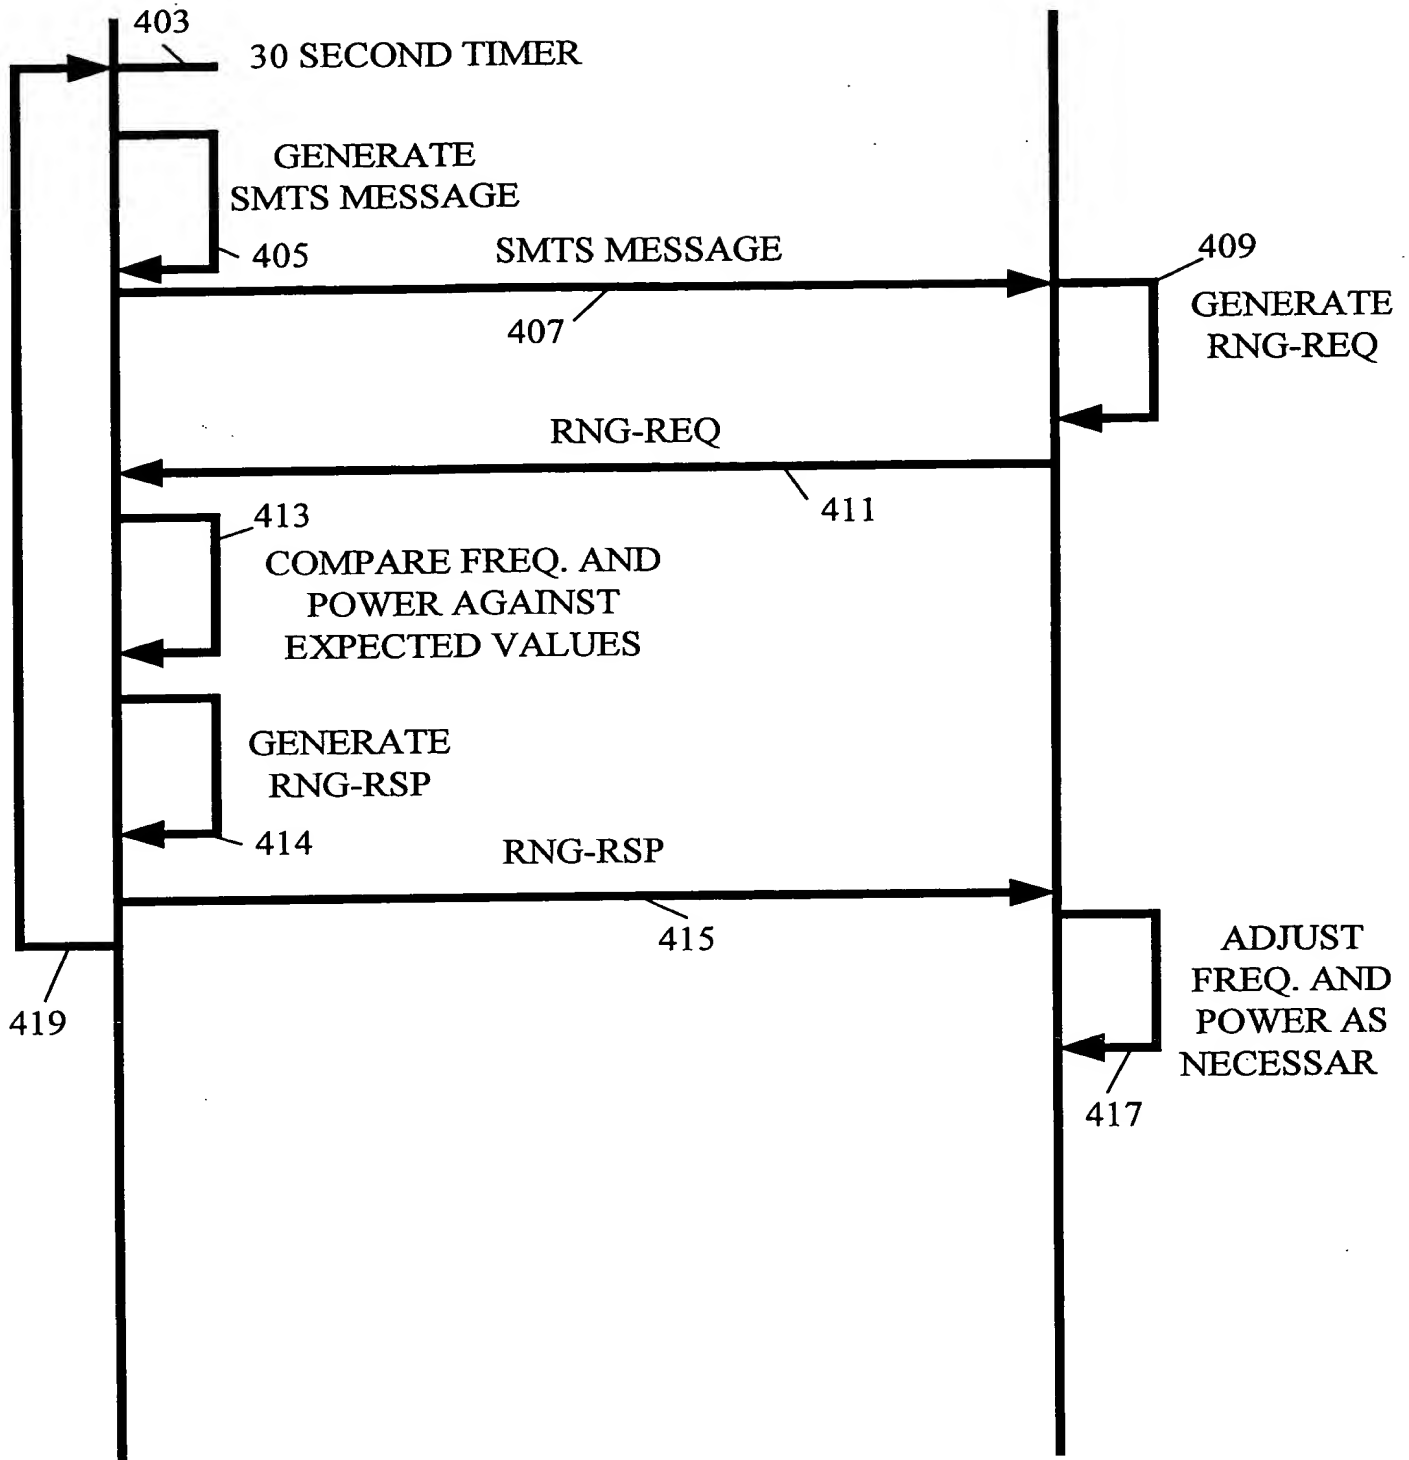 403
30 SECOND TIMER
GENERATE
SMTS MESSAGE
405
SMTS MESSAGE
407
409
GENERATE
RNG-REQ
RNG-REQ
411
413
COMPARE FREQ. AND
POWER AGAINST
EXPECTED VALUES
GENERATE
RNG-RSP
414
RNG-RSP
415
419
ADJUST
FREQ. AND
POWER AS
NECESSAR
417